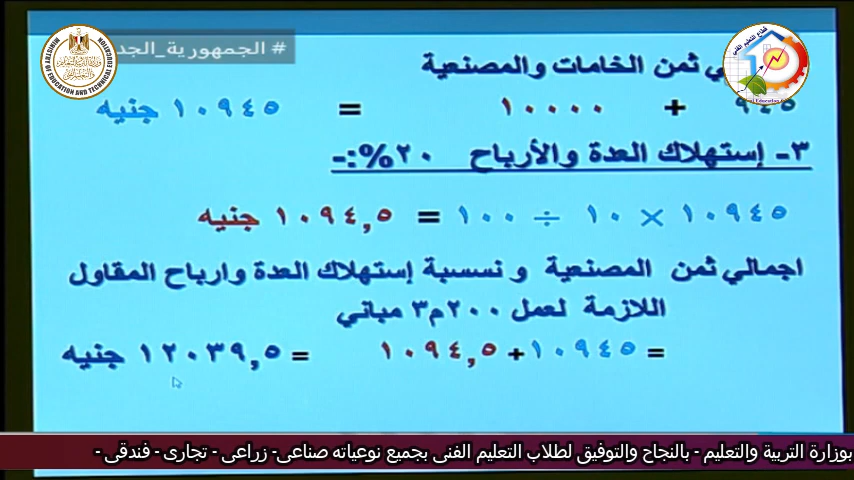 # الجمهورية_الجد
ي ثمن الخامات والمصنعية
٩٤٥ + ١٠٠٠٠ = ١٠٩٤٥ جنيه
٣- إستهلاك العدة والأرباح ٢٠%:-
١٠٩٤٥ × ١٠ ÷ ١٠٠ = ١٠٩٤,٥ جنيه
اجمالي ثمن المصنعية و نسسبة إستهلاك العدة وارباح المقاول
اللازمة لعمل ٢٠٠م٣ مباني
= ١٠٩٤٥ + ١٠٩٤,٥ = ١٢٠٣٩,٥ جنيه
بوزارة التربية والتعليم - بالنجاح والتوفيق لطلاب التعليم الفنى بجميع نوعياته صناعى- زراعى - تجارى - فندقى -